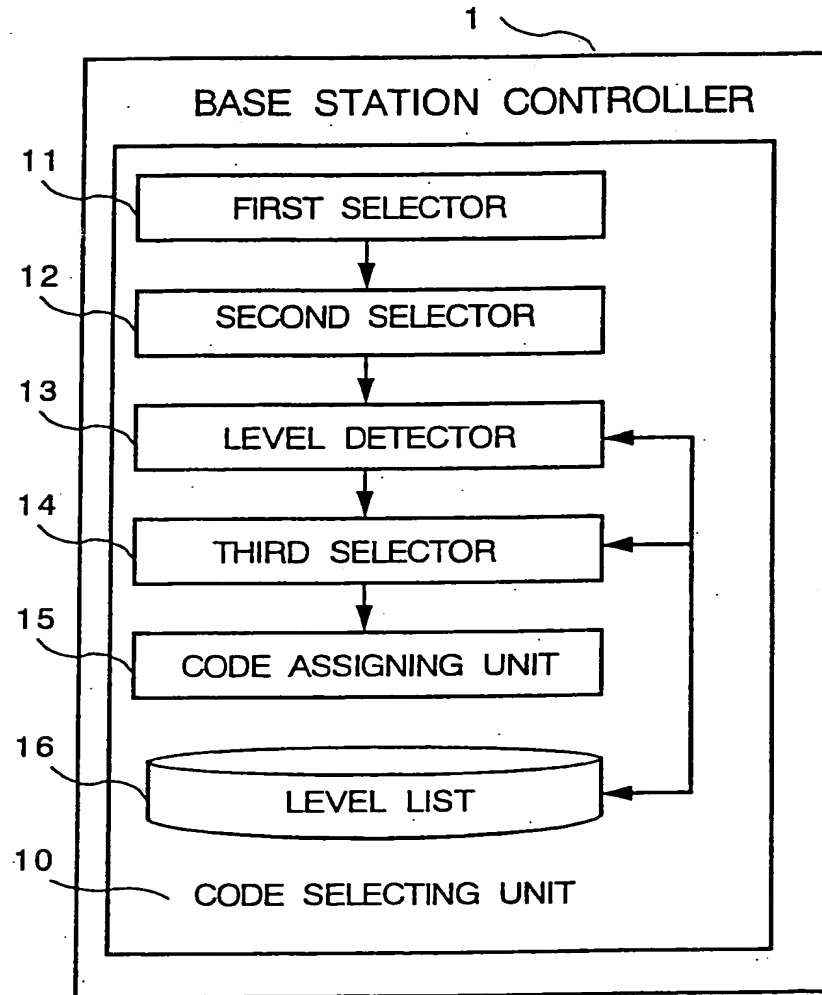 1
BASE STATION CONTROLLER
11
FIRST SELECTOR
12
SECOND SELECTOR
13
LEVEL DETECTOR
14
THIRD SELECTOR
15
CODE ASSIGNING UNIT
16
LEVEL LIST
10
CODE SELECTING UNIT